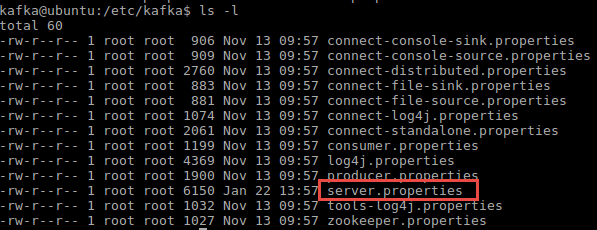 kafka@ubuntu:/etc/kafka$ ls -l
total 60
-rw-r--r-- 1 root root  906 Nov 13 09:57 connect-console-sink.properties
-rw-r--r-- 1 root root  909 Nov 13 09:57 connect-console-source.properties
-rw-r--r-- 1 root root 2760 Nov 13 09:57 connect-distributed.properties
-rw-r--r-- 1 root root  883 Nov 13 09:57 connect-file-sink.properties
-rw-r--r-- 1 root root  881 Nov 13 09:57 connect-file-source.properties
-rw-r--r-- 1 root root 1074 Nov 13 09:57 connect-log4j.properties
-rw-r--r-- 1 root root 2061 Nov 13 09:57 connect-standalone.properties
-rw-r--r-- 1 root root 1199 Nov 13 09:57 consumer.properties
-rw-r--r-- 1 root root 4369 Nov 13 09:57 log4j.properties
-rw-r--r-- 1 root root 1900 Nov 13 09:57 producer.properties
-rw-r--r-- 1 root root 6150 Jan 22 13:57 server.properties
-rw-r--r-- 1 root root 1032 Nov 13 09:57 tools-log4j.properties
-rw-r--r-- 1 root root 1027 Nov 13 09:57 zookeeper.properties